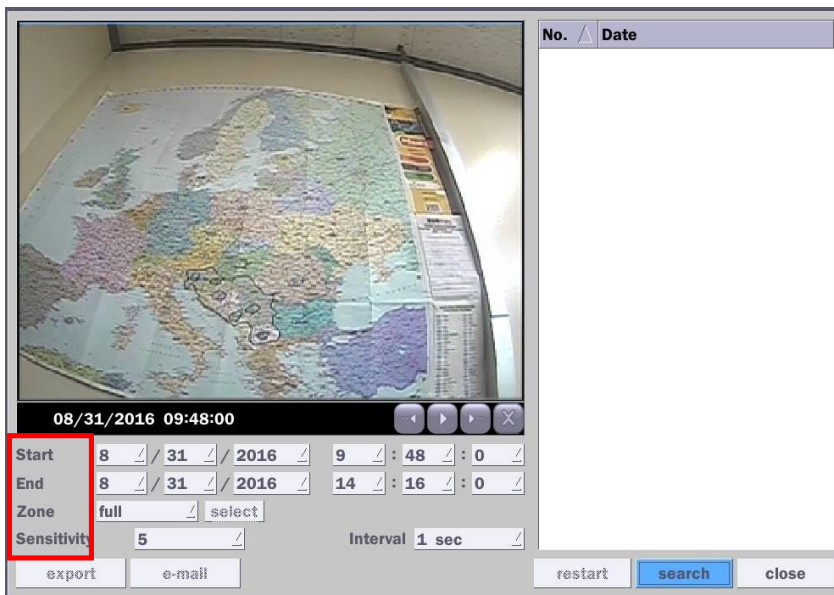 No. Date
08/31/2016 09:48:00
Start 8 / 31 / 2016 9 : 48 : 0
End 8 / 31 / 2016 14 : 16 : 0
Zone full select
Sensitivity 5 Interval 1 sec
export e-mail restart search close